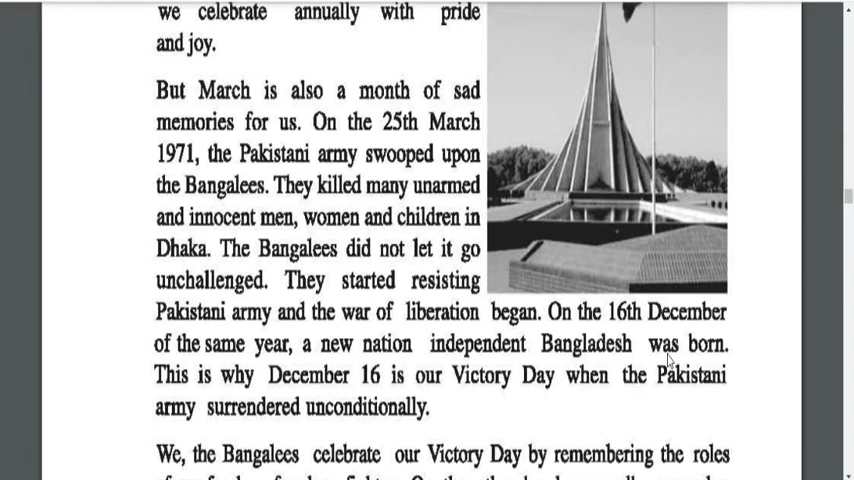 we celebrate annually with pride
and joy.
But March is also a month of sad
memories for us. On the 25th March
1971, the Pakistani army swooped upon
the Bangalees. They killed many unarmed
and innocent men, women and children in
Dhaka. The Bangalees did not let it go
unchallenged. They started resisting
Pakistani army and the war of liberation began. On the 16th December
of the same year, a new nation independent Bangladesh was born.
This is why December 16 is our Victory Day when the Pakistani
army surrendered unconditionally.
We, the Bangalees celebrate our Victory Day by remembering the roles